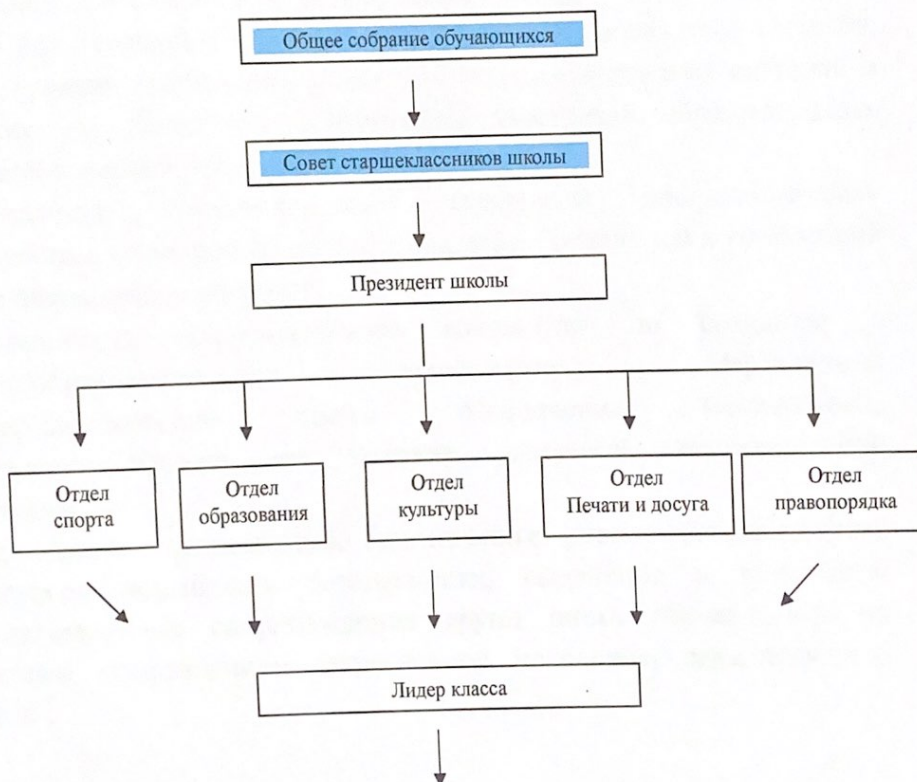 Общее собрание обучающихся
Совет старшеклассников школы
Президент школы
Отдел
спорта
Отдел
образования
Отдел
культуры
Отдел
Печати и досуга
Отдел
правопорядка
Лидер класса